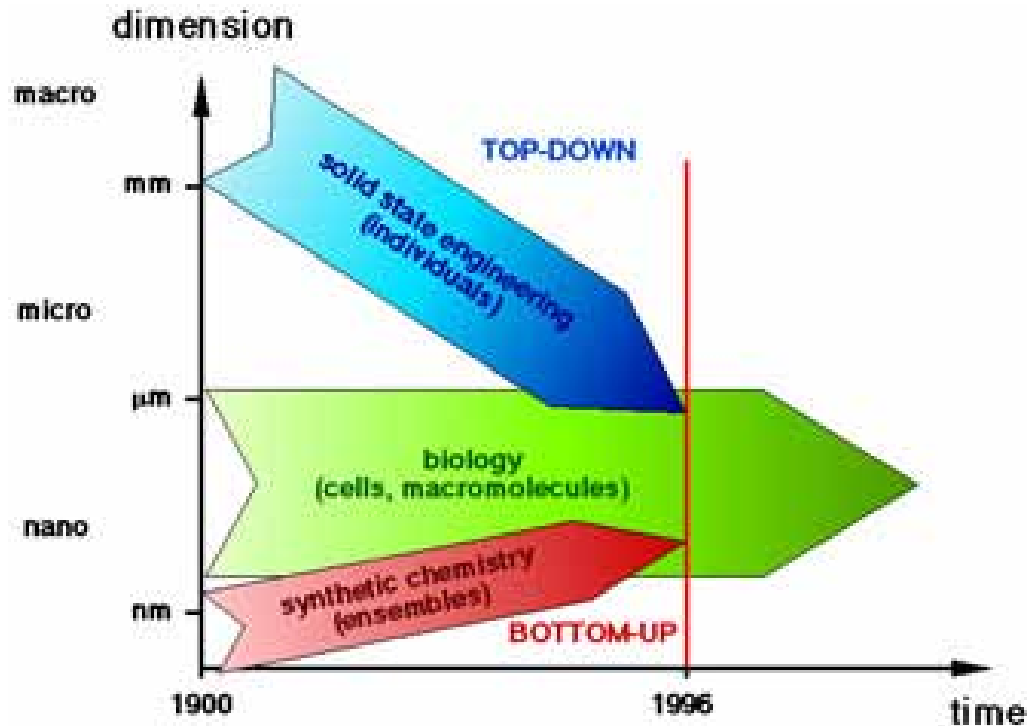 dimension
macro
mm
micro
μm
nano
nm
TOP-DOWN
solid state engineering
(individuals)
biology
(cells, macromolecules)
synthetic chemistry
(ensembles)
BOTTOM-UP
1900
1996
time